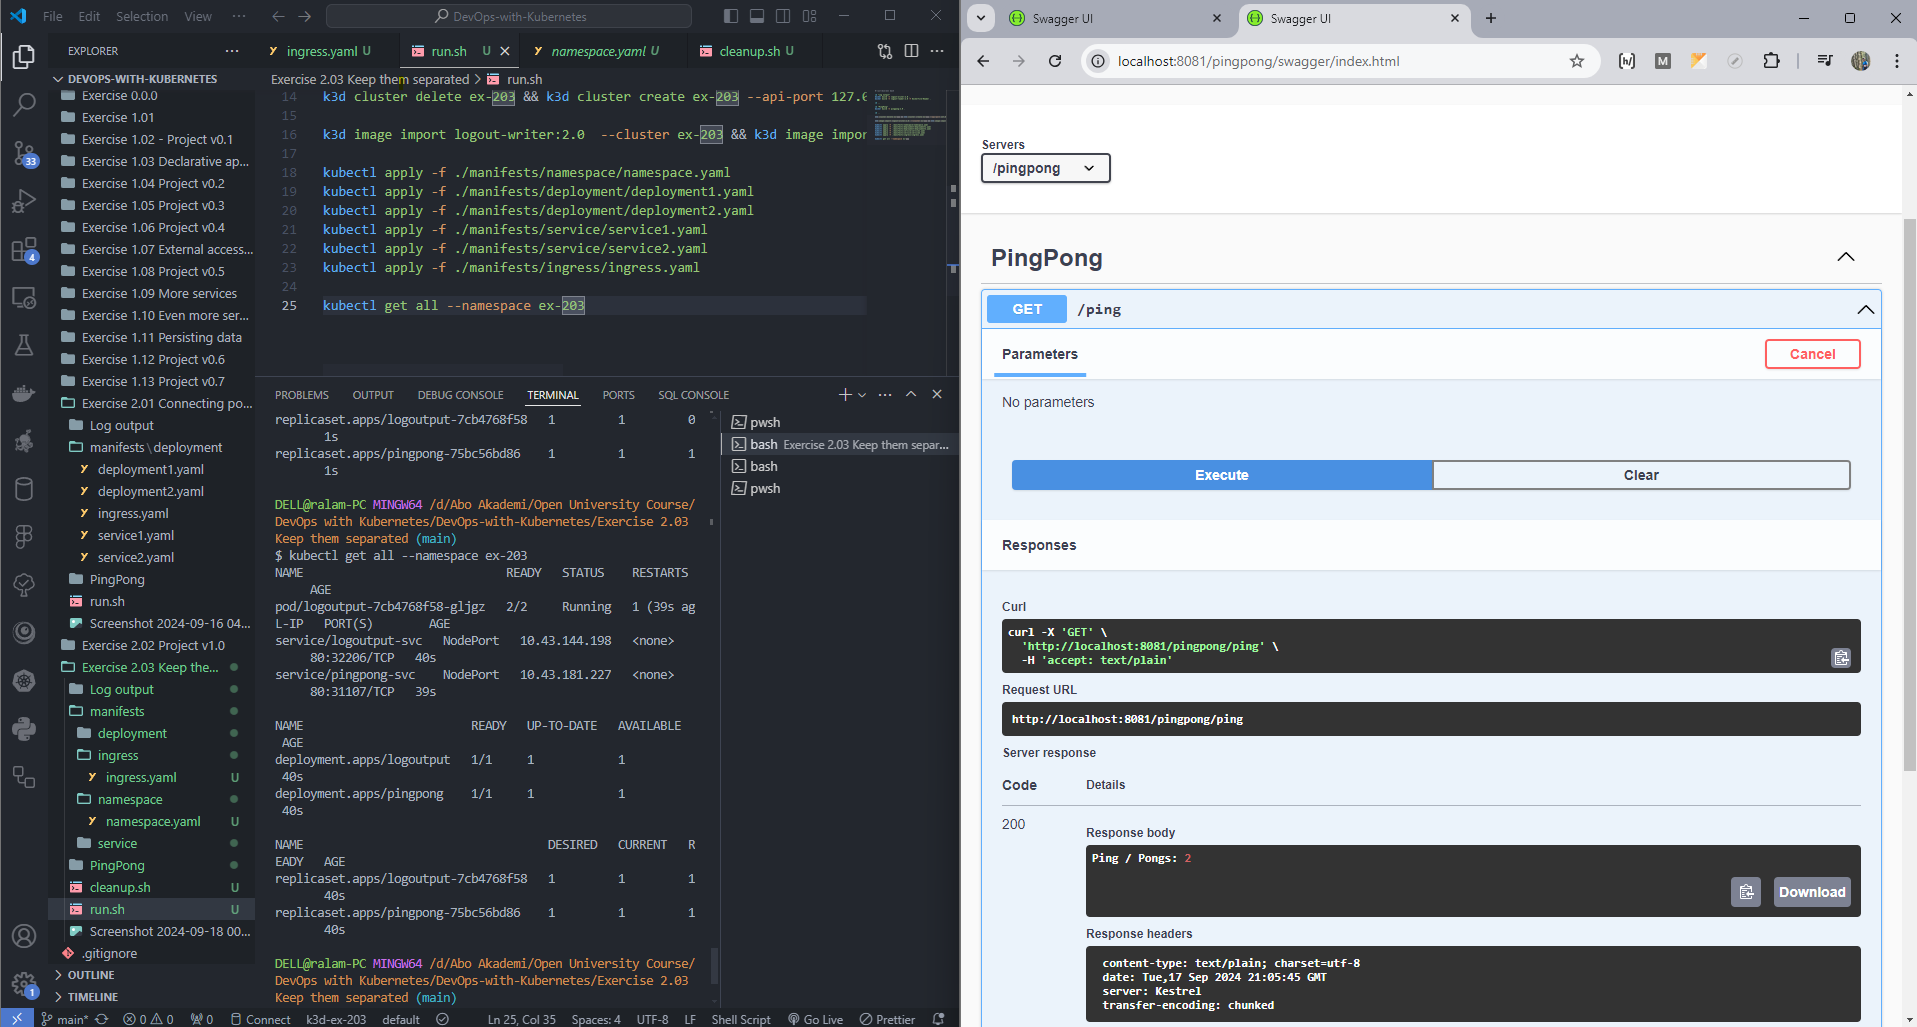 File Edit Selection View ··· DevOps-with-Kubernetes
EXPLORER ···
DEVOPS-WITH-KUBERNETES
Exercise 0.0.0
Exercise 1.01
Exercise 1.02 - Project v0.1
Exercise 1.03 Declarative ap...
Exercise 1.04 Project v0.2
Exercise 1.05 Project v0.3
Exercise 1.06 Project v0.4
Exercise 1.07 External access...
Exercise 1.08 Project v0.5
Exercise 1.09 More services
Exercise 1.10 Even more ser...
Exercise 1.11 Persisting data
Exercise 1.12 Project v0.6
Exercise 1.13 Project v0.7
Exercise 2.01 Connecting po...
Log output
manifests \ deployment
deployment1.yaml
deployment2.yaml
ingress.yaml
service1.yaml
service2.yaml
PingPong
run.sh
Screenshot 2024-09-16 04...
Exercise 2.02 Project v1.0
Exercise 2.03 Keep the...
Log output
manifests
deployment
ingress
ingress.yaml U
namespace
namespace.yaml U
service
PingPong
cleanup.sh U
run.sh U
Screenshot 2024-09-18 00...
.gitignore
OUTLINE
TIMELINE
33
4
1
ingress.yaml U run.sh U namespace.yaml U cleanup.sh U
Exercise 2.03 Keep them separated > run.sh
14 k3d cluster delete ex-203 && k3d cluster create ex-203 --api-port 127.0
15
16 k3d image import logout-writer:2.0 --cluster ex-203 && k3d image impor
17
18 kubectl apply -f ./manifests/namespace/namespace.yaml
19 kubectl apply -f ./manifests/deployment/deployment1.yaml
20 kubectl apply -f ./manifests/deployment/deployment2.yaml
21 kubectl apply -f ./manifests/service/service1.yaml
22 kubectl apply -f ./manifests/service/service2.yaml
23 kubectl apply -f ./manifests/ingress/ingress.yaml
24
25 kubectl get all --namespace ex-203
PROBLEMS OUTPUT DEBUG CONSOLE TERMINAL PORTS SQL CONSOLE
replicaset.apps/logoutput-7cb4768f58 1 1 0
1s
replicaset.apps/pingpong-75bc56bd86 1 1 1
1s
DELL@ralam-PC MINGW64 /d/Abo Akademi/Open University Course/
DevOps with Kubernetes/DevOps-with-Kubernetes/Exercise 2.03
Keep them separated (main)
$ kubectl get all --namespace ex-203
NAME READY STATUS RESTARTS
AGE
pod/logoutput-7cb4768f58-gljgz 2/2 Running 1 (39s ag
L-IP PORT(S) AGE
service/logoutput-svc NodePort 10.43.144.198 <none>
80:32206/TCP 40s
service/pingpong-svc NodePort 10.43.181.227 <none>
80:31107/TCP 39s
NAME READY UP-TO-DATE AVAILABLE
AGE
deployment.apps/logoutput 1/1 1 1
40s
deployment.apps/pingpong 1/1 1 1
40s
NAME DESIRED CURRENT R
EADY AGE
replicaset.apps/logoutput-7cb4768f58 1 1 1
40s
replicaset.apps/pingpong-75bc56bd86 1 1 1
40s
DELL@ralam-PC MINGW64 /d/Abo Akademi/Open University Course/
DevOps with Kubernetes/DevOps-with-Kubernetes/Exercise 2.03
Keep them separated (main)
pwsh
bash Exercise 2.03 Keep them separ...
bash
pwsh
main* 0 0 0 Connect k3d-ex-203 default Ln 25, Col 35 Spaces: 4 UTF-8 LF Shell Script Go Live Prettier
Swagger UI Swagger UI
localhost:8081/pingpong/swagger/index.html
Servers
/pingpong
PingPong
GET /ping
Parameters Cancel
No parameters
Execute Clear
Responses
Curl
curl -X 'GET' \
'http://localhost:8081/pingpong/ping' \
-H 'accept: text/plain'
Request URL
http://localhost:8081/pingpong/ping
Server response
Code Details
200
Response body
Ping / Pongs: 2
Download
Response headers
content-type: text/plain; charset=utf-8
date: Tue,17 Sep 2024 21:05:45 GMT
server: Kestrel
transfer-encoding: chunked